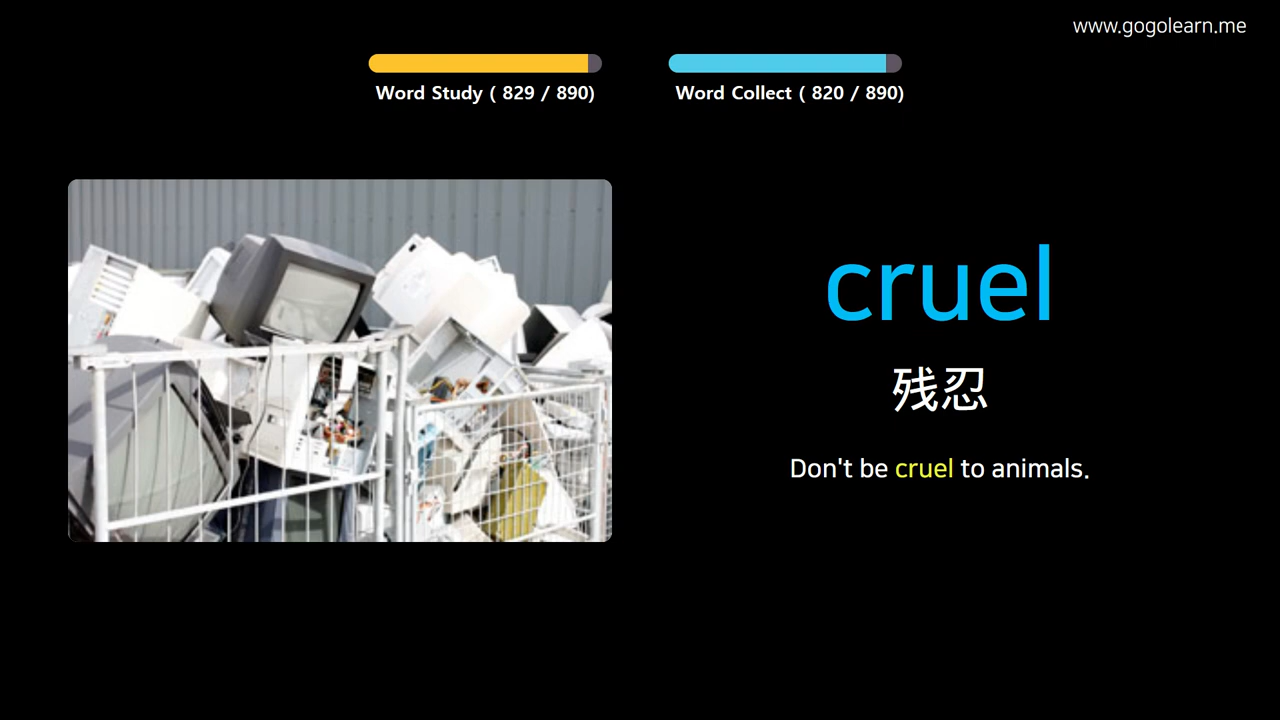 www.gogolearn.me
Word Study ( 829 / 890)
Word Collect ( 820 / 890)
cruel
残忍
Don't be cruel to animals.